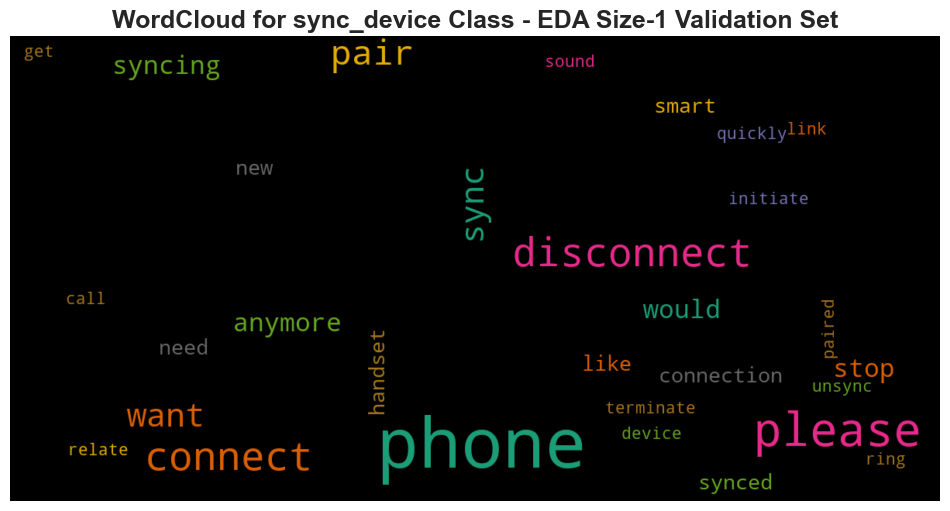 WordCloud for sync_device Class - EDA Size-1 Validation Set
get
syncing
pair
sound
smart
quickly
link
new
sync
initiate
disconnect
call
anymore
would
paired
need
handset
like
connection
stop
unsync
want
terminate
device
phone
please
relate
connect
ring
synced